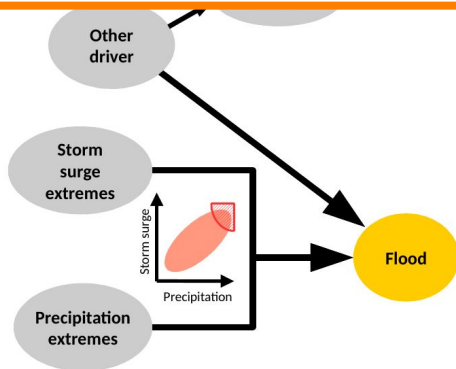 Other
driver
Storm
surge
extremes
Storm surge
Precipitation
Flood
Precipitation
extremes